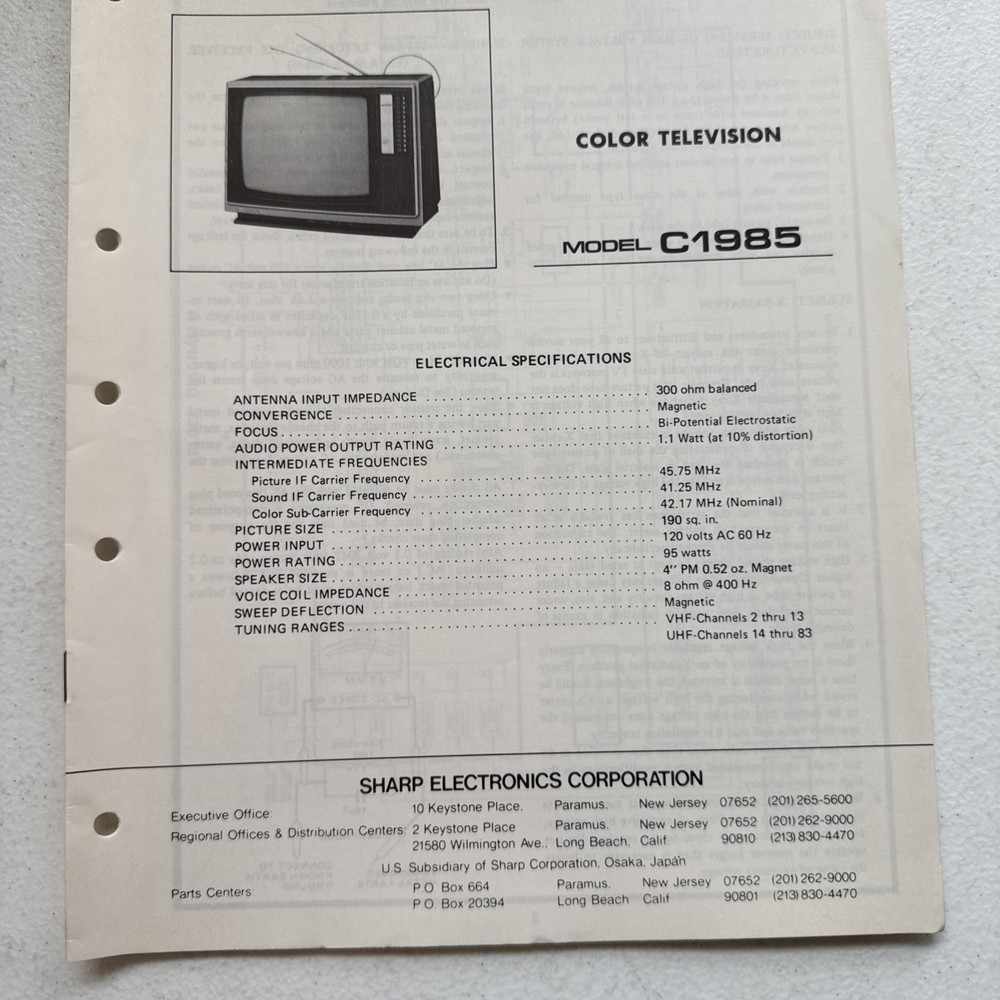 COLOR TELEVISION
MODEL C1985
ELECTRICAL SPECIFICATIONS
ANTENNA INPUT IMPEDANCE 300 ohm balanced
CONVERGENCE Magnetic
FOCUS Bi-Potential Electrostatic
AUDIO POWER OUTPUT RATING 1.1 Watt (at 10% distortion)
INTERMEDIATE FREQUENCIES
Picture IF Carrier Frequency 45.75 MHz
Sound IF Carrier Frequency 41.25 MHz
Color Sub-Carrier Frequency 42.17 MHz (Nominal)
PICTURE SIZE 190 sq. in.
POWER INPUT 120 volts AC 60 Hz
POWER RATING 95 watts
SPEAKER SIZE 4" PM 0.52 oz. Magnet
VOICE COIL IMPEDANCE 8 ohm @ 400 Hz
SWEEP DEFLECTION Magnetic
TUNING RANGES VHF-Channels 2 thru 13
UHF-Channels 14 thru 83
SHARP ELECTRONICS CORPORATION
Executive Office: 10 Keystone Place, Paramus, New Jersey 07652 (201) 265-5600
Regional Offices & Distribution Centers: 2 Keystone Place Paramus, New Jersey 07652 (201) 262-9000
21580 Wilmington Ave., Long Beach, Calif. 90810 (213) 830-4470
U.S. Subsidiary of Sharp Corporation, Osaka, Japan
Parts Centers: P.O. Box 664 Paramus, New Jersey 07652 (201) 262-9000
P.O. Box 20394 Long Beach Calif 90801 (213) 830-4470